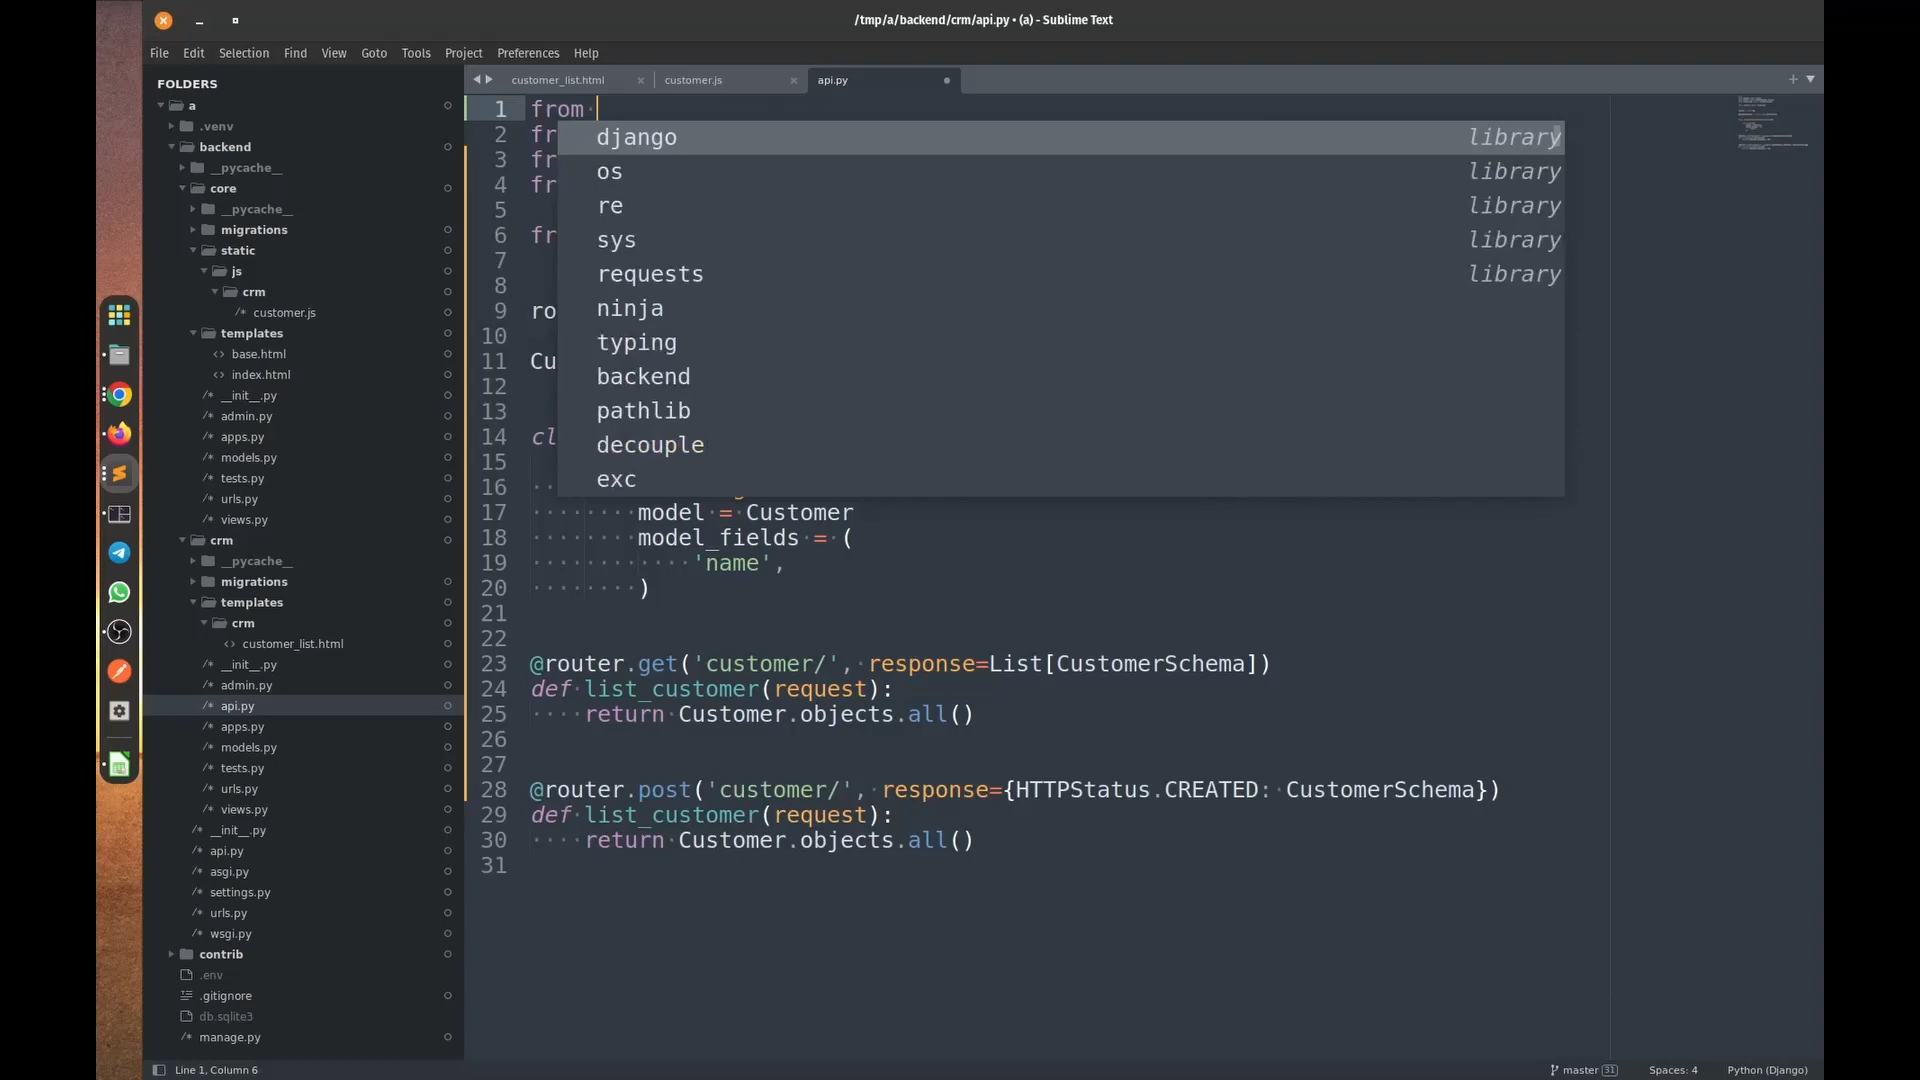 /tmp/a/backend/crm/api.py • (a) - Sublime Text
File Edit Selection Find View Goto Tools Project Preferences Help
FOLDERS
a
.venv
backend
__pycache__
core
__pycache__
migrations
static
js
crm
/* customer.js
templates
<> base.html
<> index.html
/* __init__.py
/* admin.py
/* apps.py
/* models.py
/* tests.py
/* urls.py
/* views.py
crm
__pycache__
migrations
templates
crm
<> customer_list.html
/* __init__.py
/* admin.py
/* api.py
/* apps.py
/* models.py
/* tests.py
/* urls.py
/* views.py
/* __init__.py
/* api.py
/* asgi.py
/* settings.py
/* urls.py
/* wsgi.py
contrib
.env
.gitignore
db.sqlite3
/* manage.py
customer_list.html × customer.js × api.py •
1 from
2 fr
3 fr
4 fr
5
6 fr
7
8
9 ro
10
11 Cu
12
13
14 cl
15
16
17 model = Customer
18 model_fields = (
19 'name',
20 )
21
22
23 @router.get('customer/', response=List[CustomerSchema])
24 def list_customer(request):
25 return Customer.objects.all()
26
27
28 @router.post('customer/', response={HTTPStatus.CREATED: CustomerSchema})
29 def list_customer(request):
30 return Customer.objects.all()
31
django library
os library
re library
sys library
requests library
ninja
typing
backend
pathlib
decouple
exc
Line 1, Column 6
master 31 Spaces: 4 Python (Django)